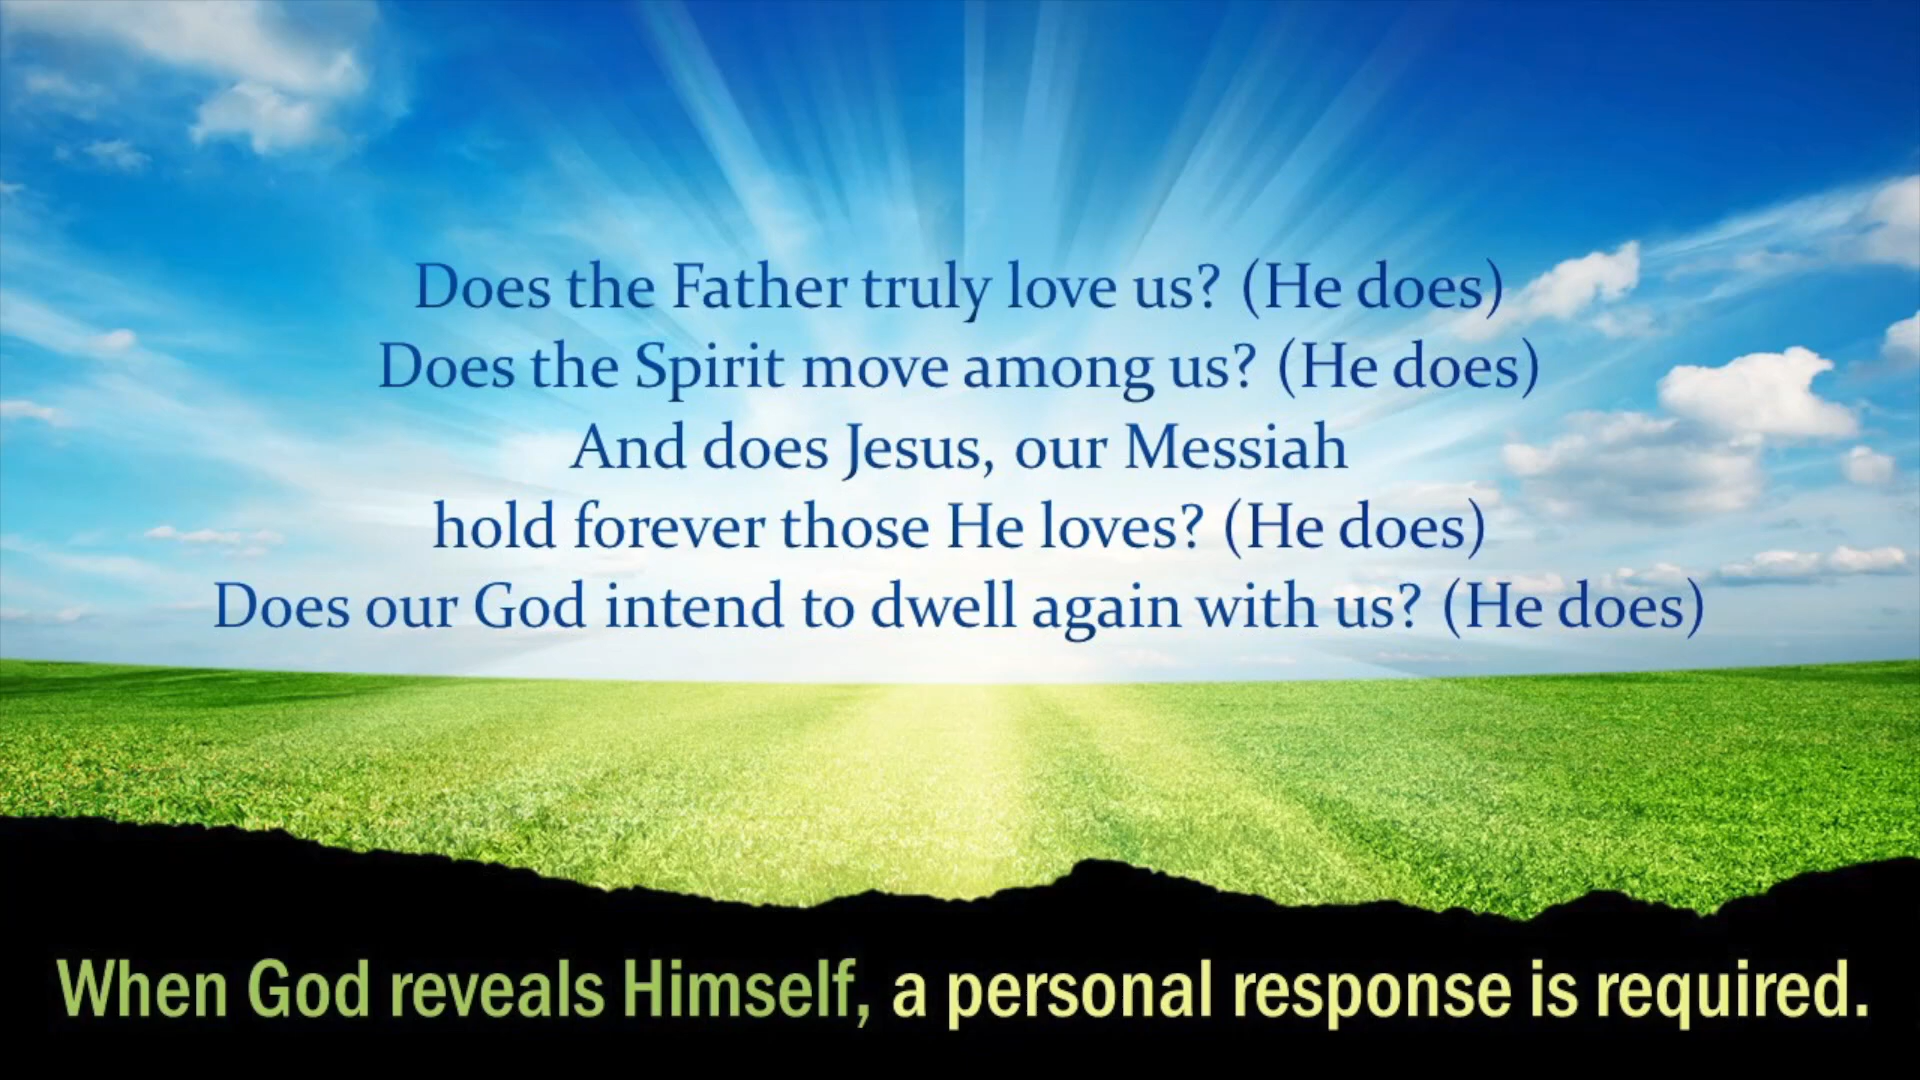 Does the Father truly love us? (He does)
Does the Spirit move among us? (He does)
And does Jesus, our Messiah
hold forever those He loves? (He does)
Does our God intend to dwell again with us? (He does)
When God reveals Himself, a personal response is required.